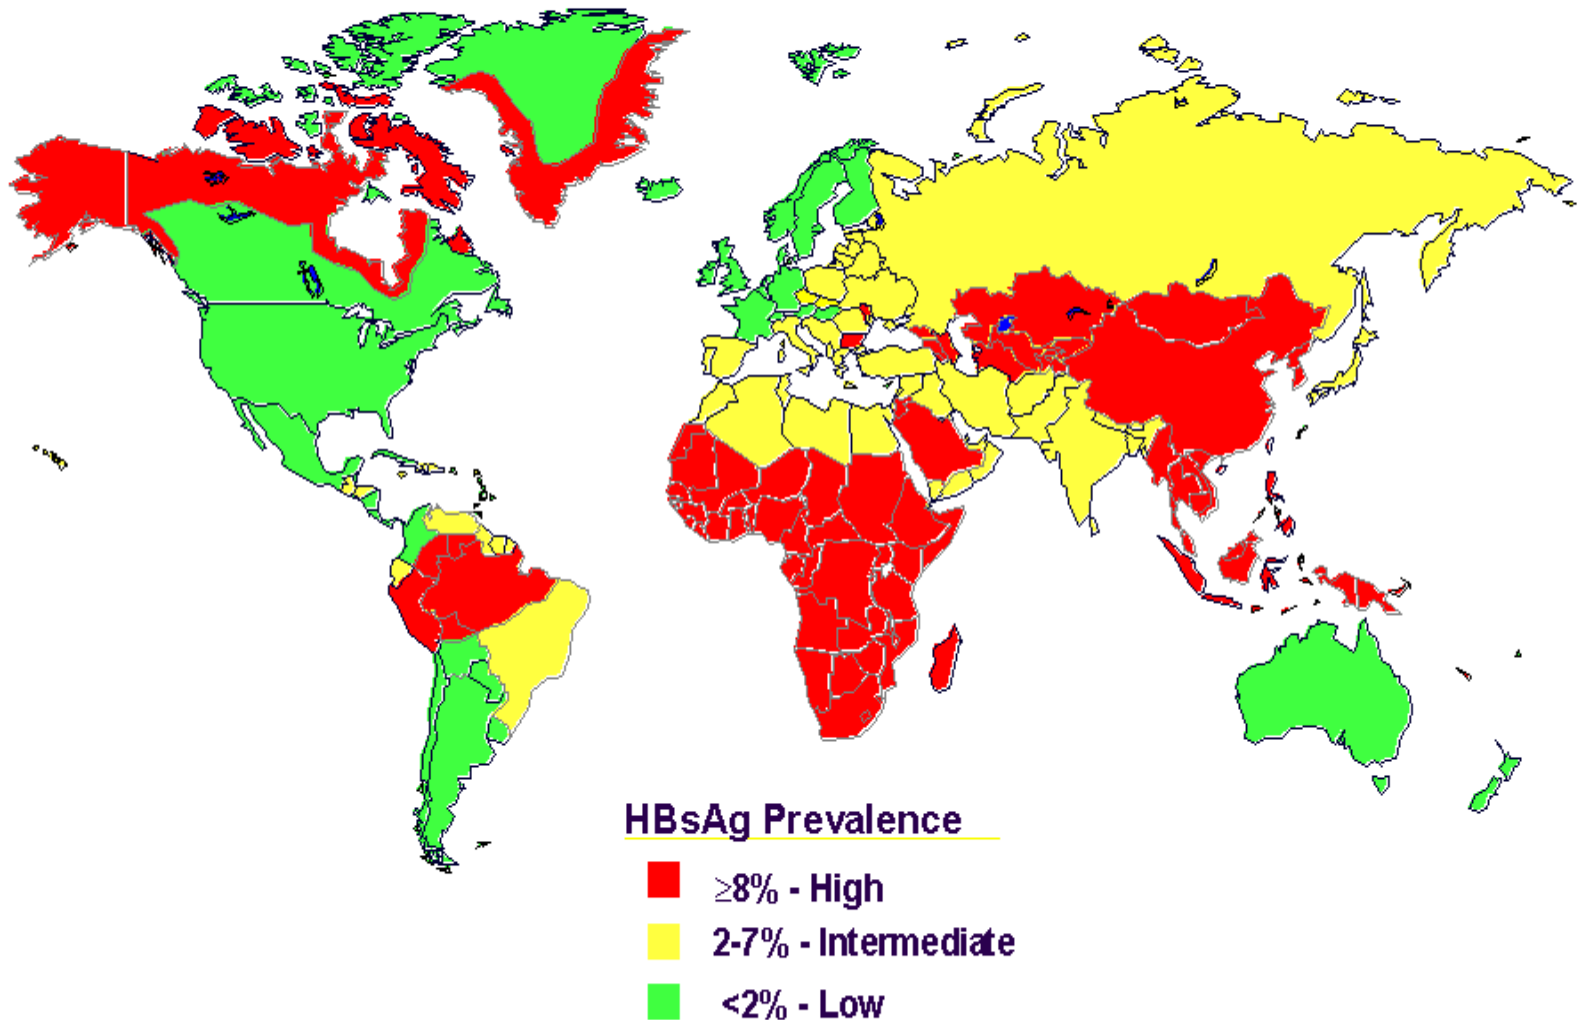 HBsAg Prevalence
≥8% - High
2-7% - Intermediate
<2% - Low